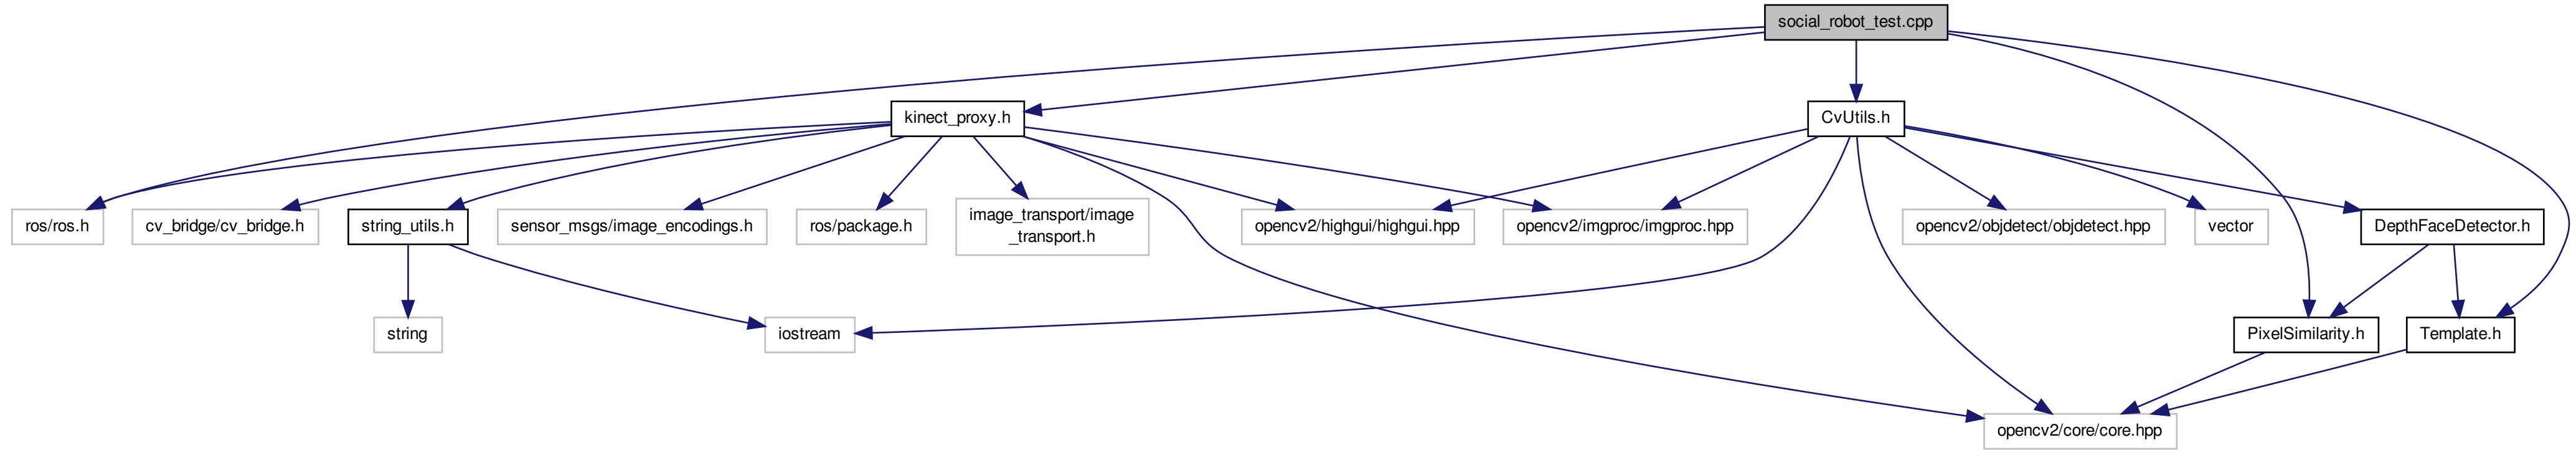 social_robot_test.cpp
kinect_proxy.h
CvUtils.h
ros/ros.h
cv_bridge/cv_bridge.h
string_utils.h
sensor_msgs/image_encodings.h
ros/package.h
image_transport/image
_transport.h
opencv2/highgui/highgui.hpp
opencv2/imgproc/imgproc.hpp
opencv2/objdetect/objdetect.hpp
vector
DepthFaceDetector.h
string
iostream
PixelSimilarity.h
Template.h
opencv2/core/core.hpp